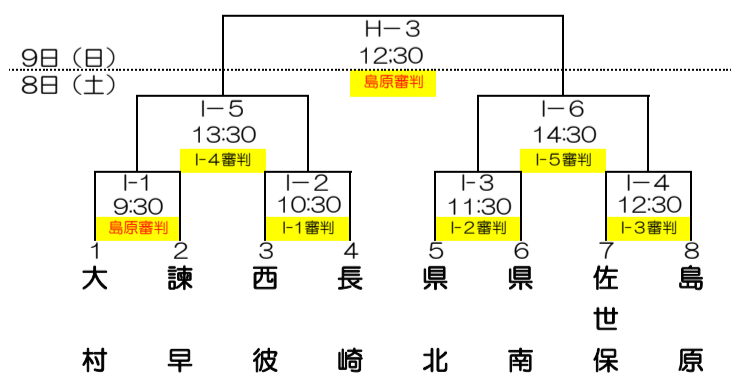 H－3
9日（日）
12:30
8日（土）
島原審判
I－5
I－6
13:30
14:30
I-4審判
I-5審判
I-1
I－2
I-3
I－4
9:30
10:30
11:30
12:30
島原審判
I-1審判
I-2審判
I-3審判
1 2 3 4 5 6 7 8
大村
諫早
西彼
長崎
県北
県南
佐世保
島原